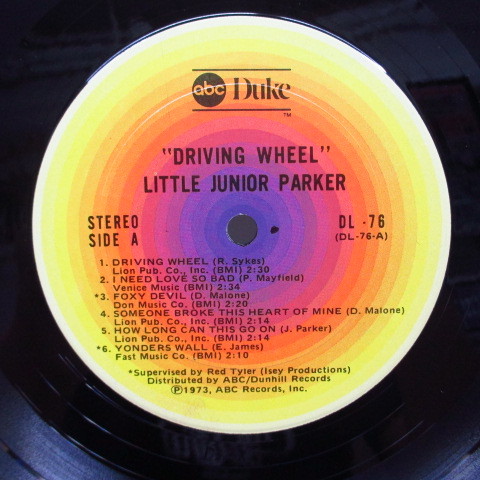 abc Duke
TM
"DRIVING WHEEL"
LITTLE JUNIOR PARKER
STEREO
SIDE A
DL-76
(DL-76-A)
1. DRIVING WHEEL (R. Sykes)
Lion Pub. Co., Inc. (BMI) 2:30
2. I NEED LOVE SO BAD (P. Mayfield)
Venice Music (BMI) 2:34
*3. FOXY DEVIL (D. Malone)
Don Music Co. (BMI) 2:20
4. SOMEONE BROKE THIS HEART OF MINE (D. Malone)
Lion Pub. Co., Inc. (BMI) 2:14
5. HOW LONG CAN THIS GO ON (J. Parker)
Lion Pub. Co., Inc. (BMI) 2:14
*6. YONDERS WALL (E. James)
Fast Music Co. (BMI) 2:10
*Supervised by Red Tyler (Isey Productions)
Distributed by ABC/Dunhill Records
Ⓟ1973, ABC Records, Inc.